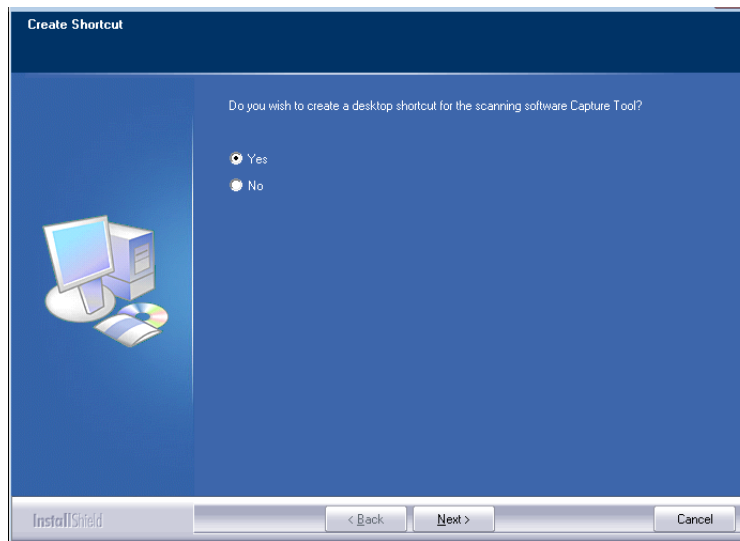 Create Shortcut
Do you wish to create a desktop shortcut for the scanning software Capture Tool?
Yes
No
InstallShield
< Back
Next >
Cancel